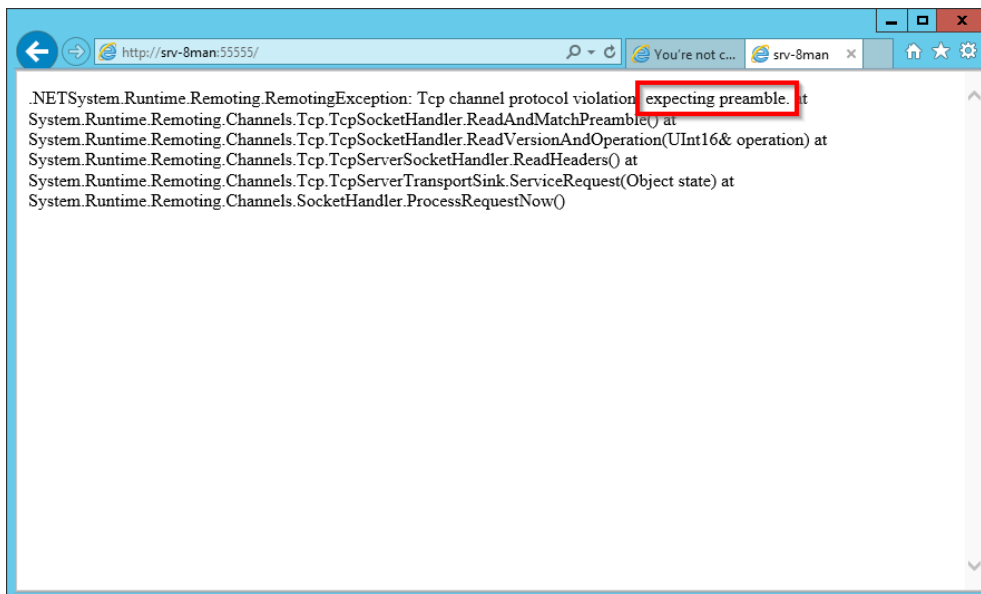 http://srv-8man:55555/
You're not c...
srv-8man
.NETSystem.Runtime.Remoting.RemotingException: Tcp channel protocol violation expecting preamble. at
System.Runtime.Remoting.Channels.Tcp.TcpSocketHandler.ReadAndMatchPreamble() at
System.Runtime.Remoting.Channels.Tcp.TcpSocketHandler.ReadVersionAndOperation(UInt16& operation) at
System.Runtime.Remoting.Channels.Tcp.TcpServerSocketHandler.ReadHeaders() at
System.Runtime.Remoting.Channels.Tcp.TcpServerTransportSink.ServiceRequest(Object state) at
System.Runtime.Remoting.Channels.SocketHandler.ProcessRequestNow()